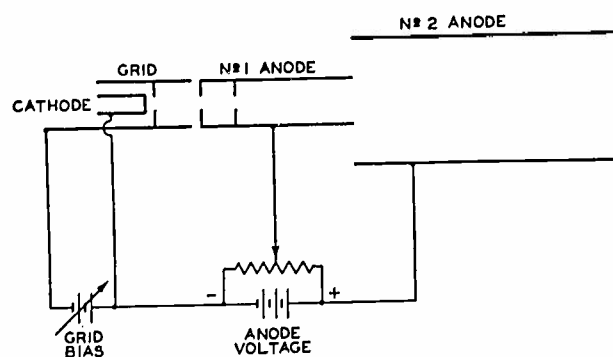 Nº 2 ANODE
GRID
Nº 1 ANODE
CATHODE
-
+
GRID
BIAS
ANODE
VOLTAGE